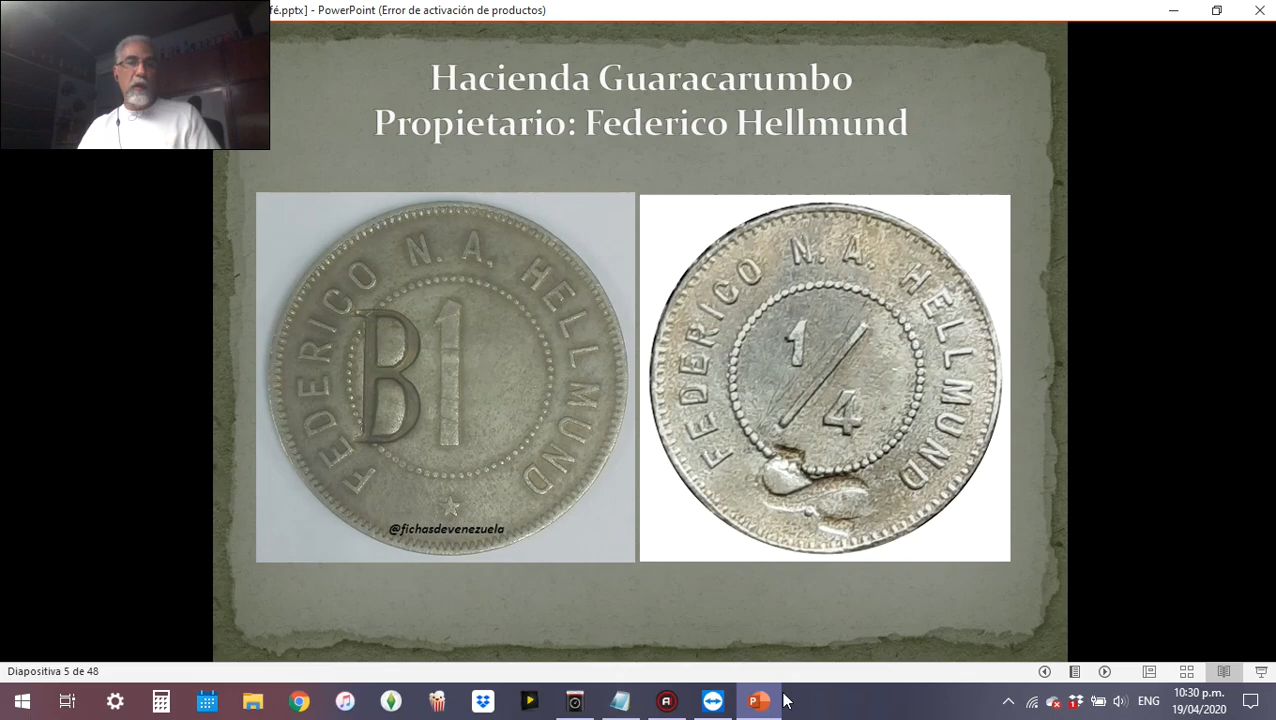 fé.pptx] - PowerPoint (Error de activación de productos)
Hacienda Guaracarumbo
Propietario: Federico Hellmund
FEDERICO N. A. HELLMUND
B1
@fichasdevenezuela
FEDERICO N. A. HELLMUND
1/4
Diapositiva 5 de 48
ENG
10:30 p.m.
19/04/2020